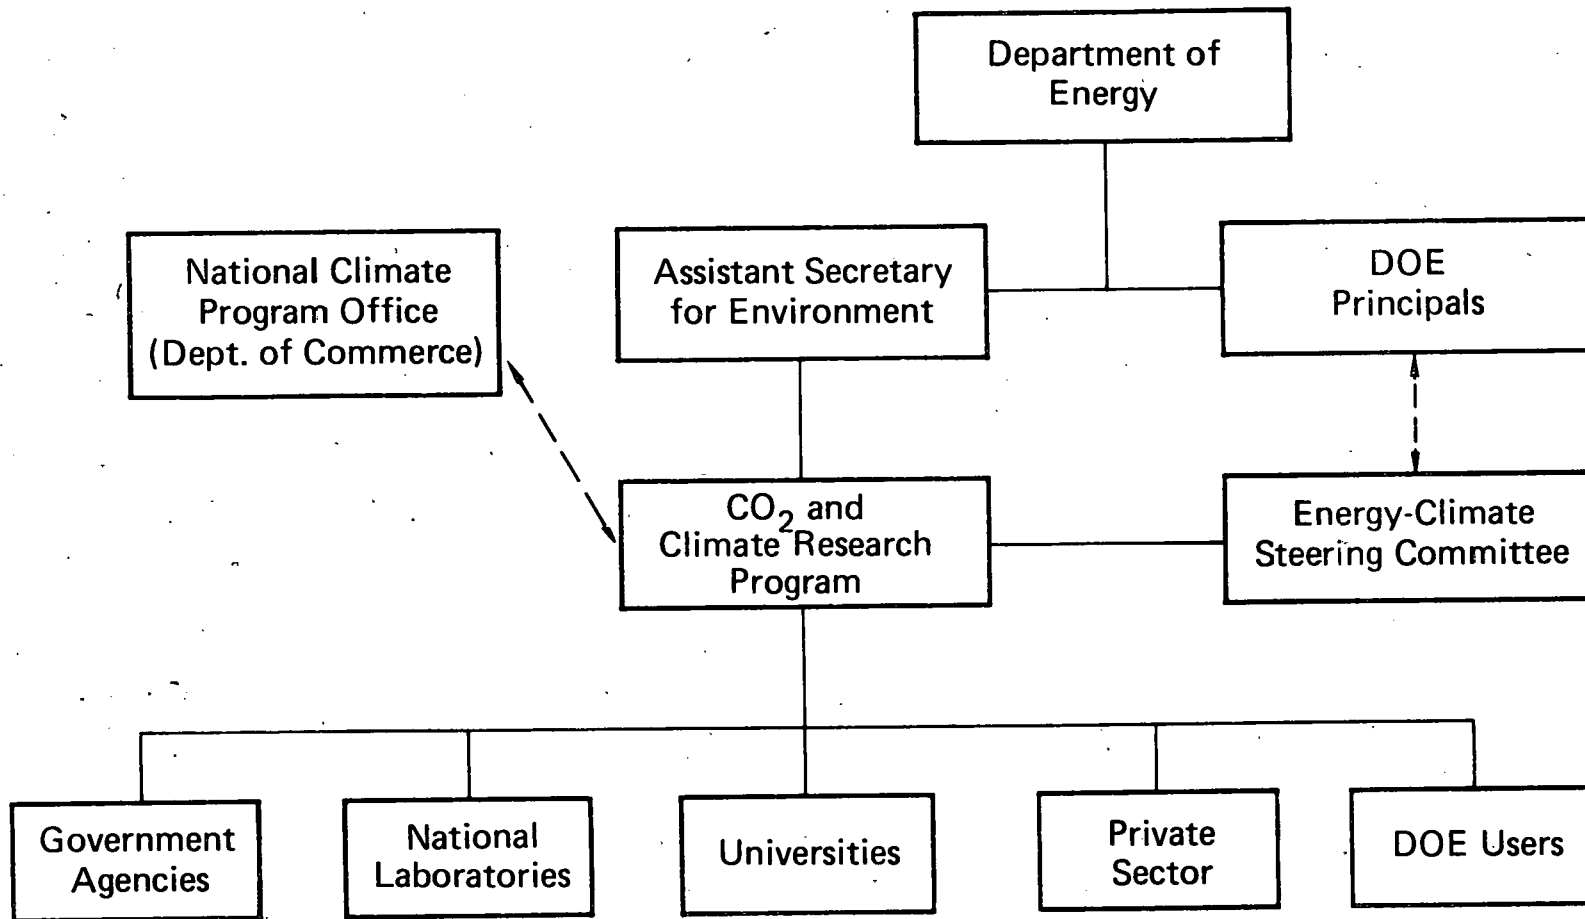 Department of
Energy
National Climate
Program Office
(Dept. of Commerce)
Assistant Secretary
for Environment
DOE
Principals
CO₂ and
Climate Research
Program
Energy-Climate
Steering Committee
Government
Agencies
National
Laboratories
Universities
Private
Sector
DOE Users